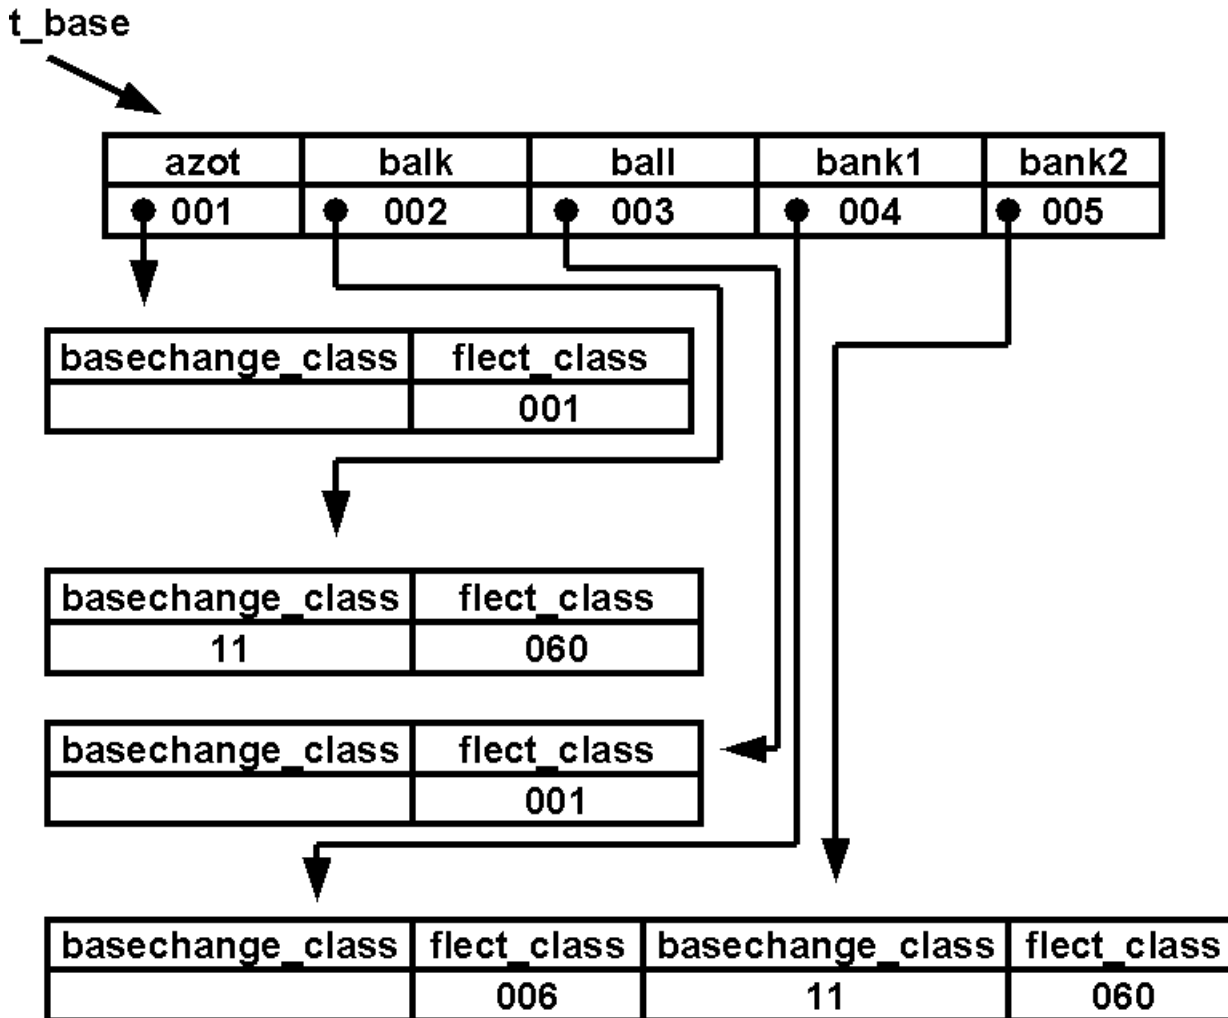 t_base
azot balk ball bank1 bank2
001 002 003 004 005
basechange_class flect_class
001
basechange_class flect_class
11 060
basechange_class flect_class
001
basechange_class flect_class basechange_class flect_class
006 11 060